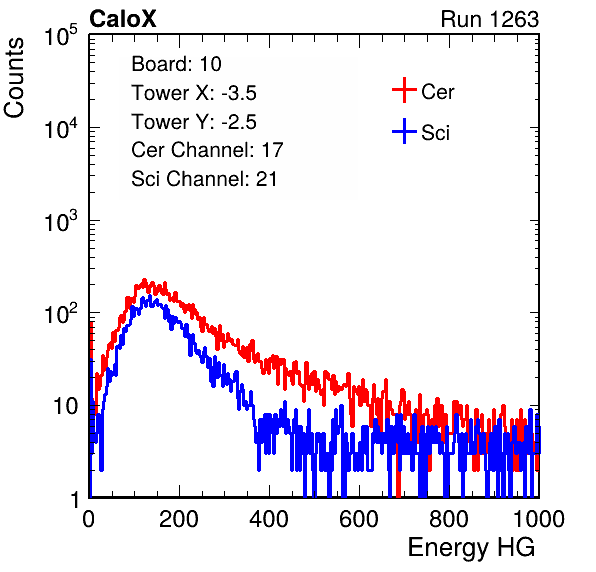 CaloX Run 1263
Counts
10^5
10^4
10^3
10^2
10
1
Board: 10
Tower X: -3.5
Tower Y: -2.5
Cer Channel: 17
Sci Channel: 21
Cer
Sci
0 200 400 600 800 1000
Energy HG